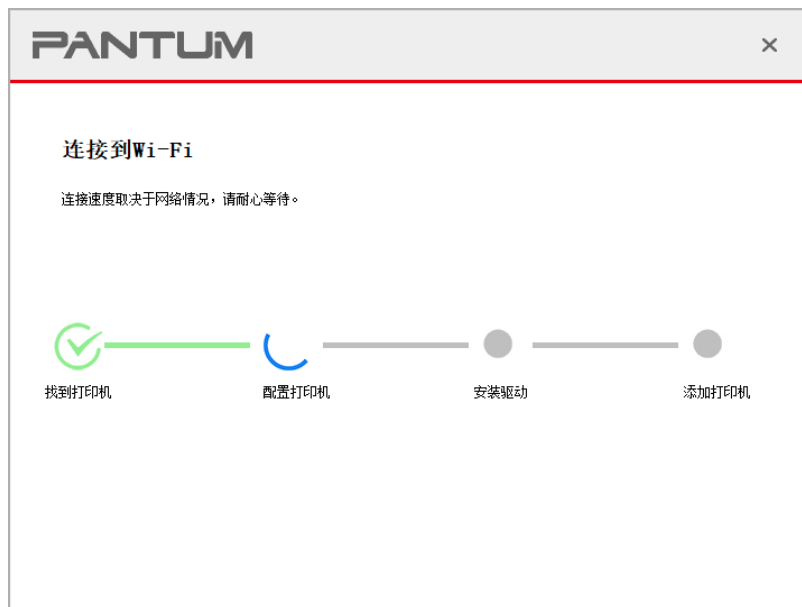 PANTUM
连接到Wi-Fi
连接速度取决于网络情况，请耐心等待。
找到打印机
配置打印机
安装驱动
添加打印机